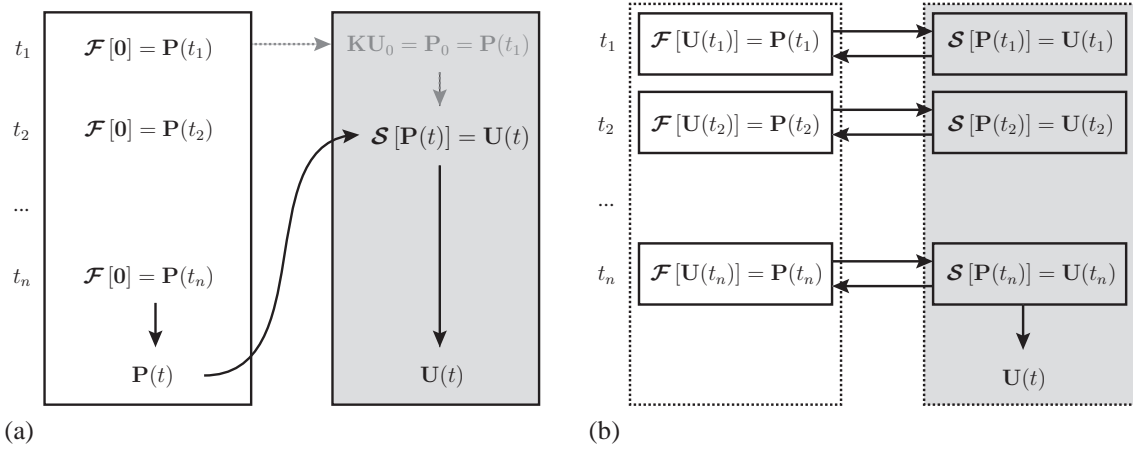 t₁ 𝓕[𝟎] = 𝐏(t₁) 𝐊𝐔₀ = 𝐏₀ = 𝐏(t₁)
t₂ 𝓕[𝟎] = 𝐏(t₂) 𝓢[𝐏(t)] = 𝐔(t)
...
tₙ 𝓕[𝟎] = 𝐏(tₙ)
𝐏(t) 𝐔(t)
(a)
t₁ 𝓕[𝐔(t₁)] = 𝐏(t₁) 𝓢[𝐏(t₁)] = 𝐔(t₁)
t₂ 𝓕[𝐔(t₂)] = 𝐏(t₂) 𝓢[𝐏(t₂)] = 𝐔(t₂)
...
tₙ 𝓕[𝐔(tₙ)] = 𝐏(tₙ) 𝓢[𝐏(tₙ)] = 𝐔(tₙ)
𝐔(t)
(b)